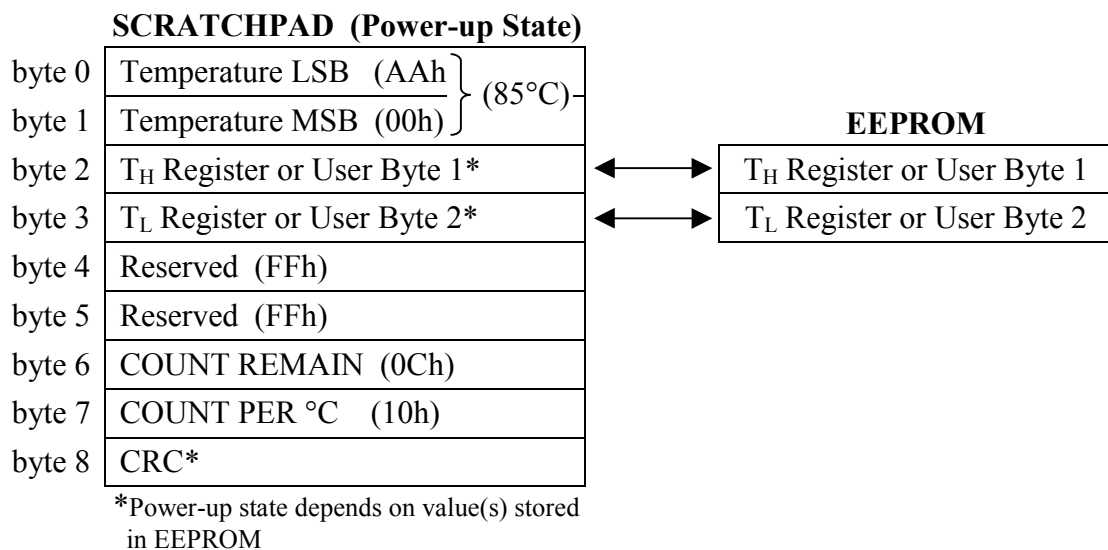 SCRATCHPAD (Power-up State)
byte 0 Temperature LSB (AAh
(85°C)
byte 1 Temperature MSB (00h)
EEPROM
byte 2 TH Register or User Byte 1* TH Register or User Byte 1
byte 3 TL Register or User Byte 2* TL Register or User Byte 2
byte 4 Reserved (FFh)
byte 5 Reserved (FFh)
byte 6 COUNT REMAIN (0Ch)
byte 7 COUNT PER °C (10h)
byte 8 CRC*
*Power-up state depends on value(s) stored
in EEPROM